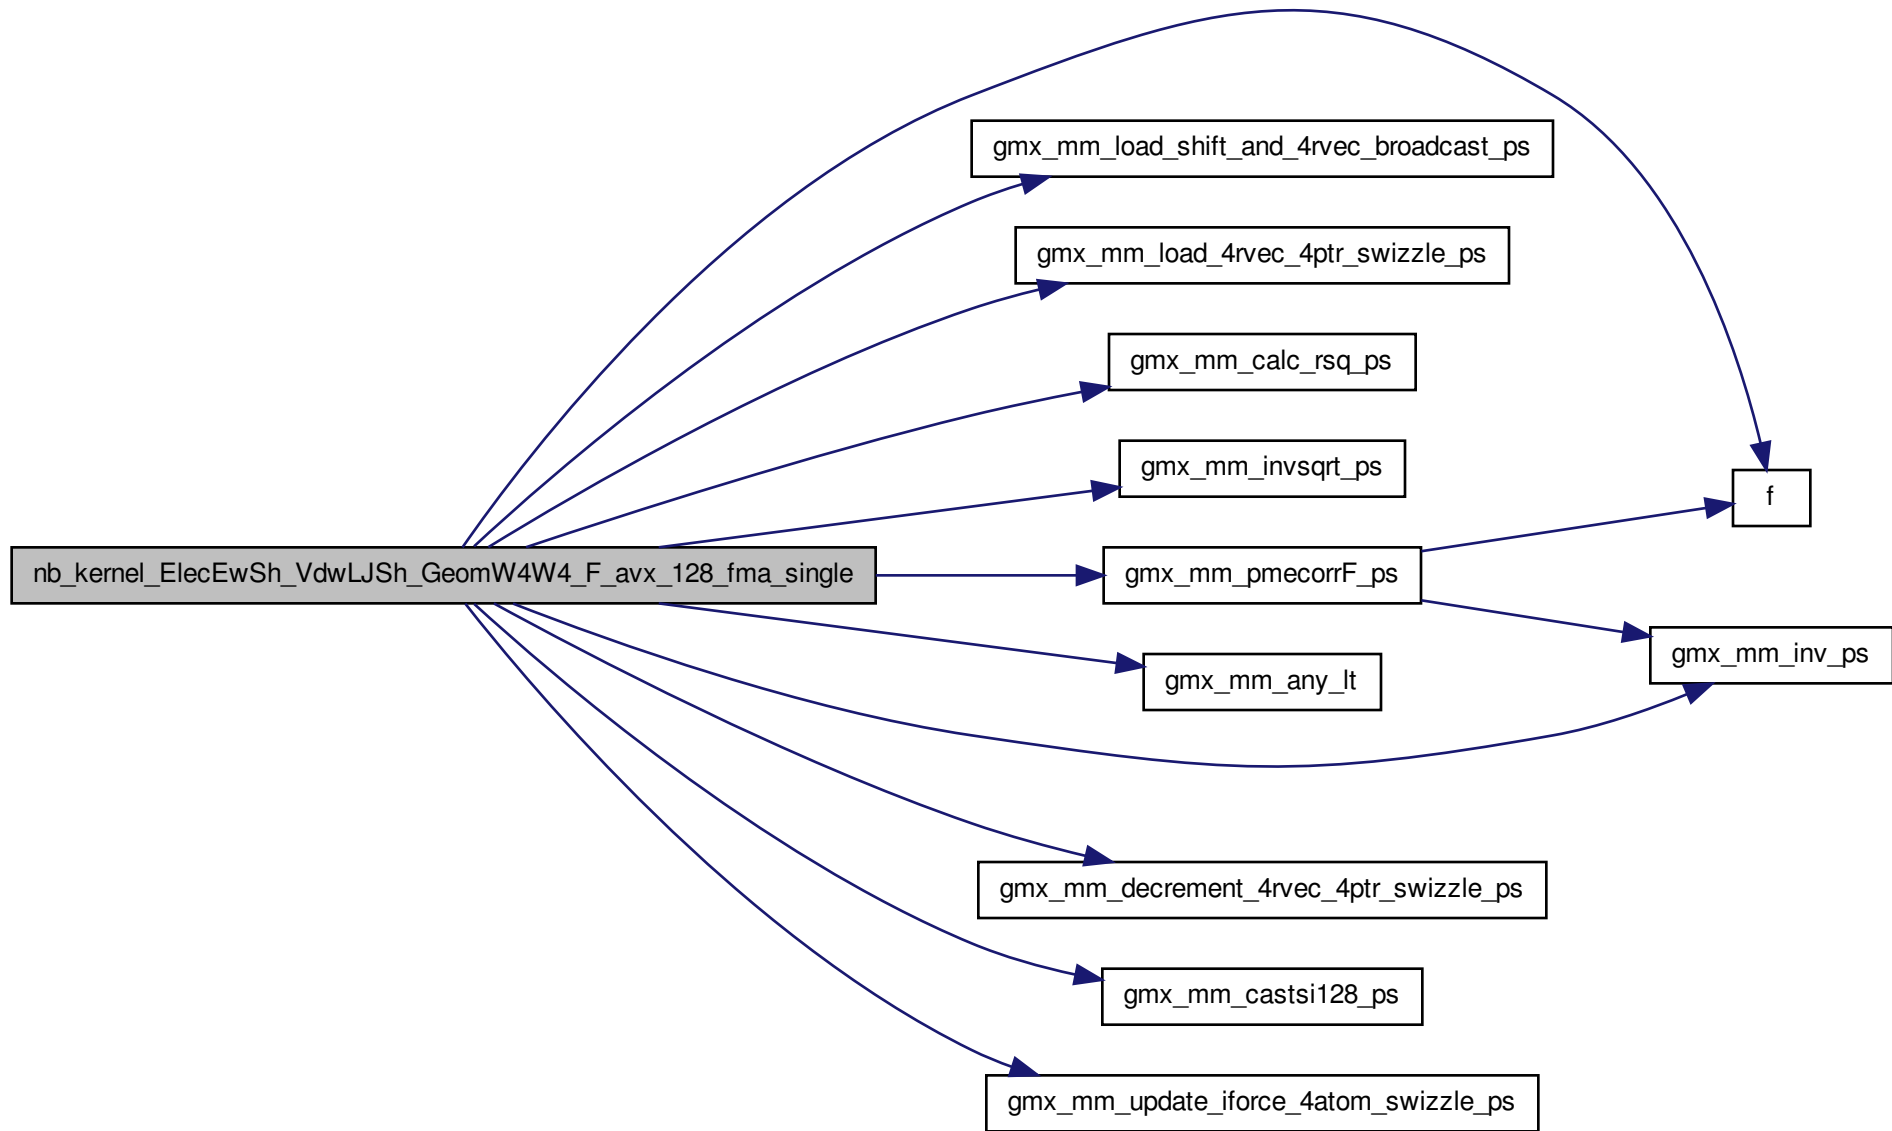 gmx_mm_load_shift_and_4rvec_broadcast_ps
gmx_mm_load_4rvec_4ptr_swizzle_ps
gmx_mm_calc_rsq_ps
gmx_mm_invsqrt_ps
f
nb_kernel_ElecEwSh_VdwLJSh_GeomW4W4_F_avx_128_fma_single
gmx_mm_pmecorrF_ps
gmx_mm_inv_ps
gmx_mm_any_lt
gmx_mm_decrement_4rvec_4ptr_swizzle_ps
gmx_mm_castsi128_ps
gmx_mm_update_iforce_4atom_swizzle_ps